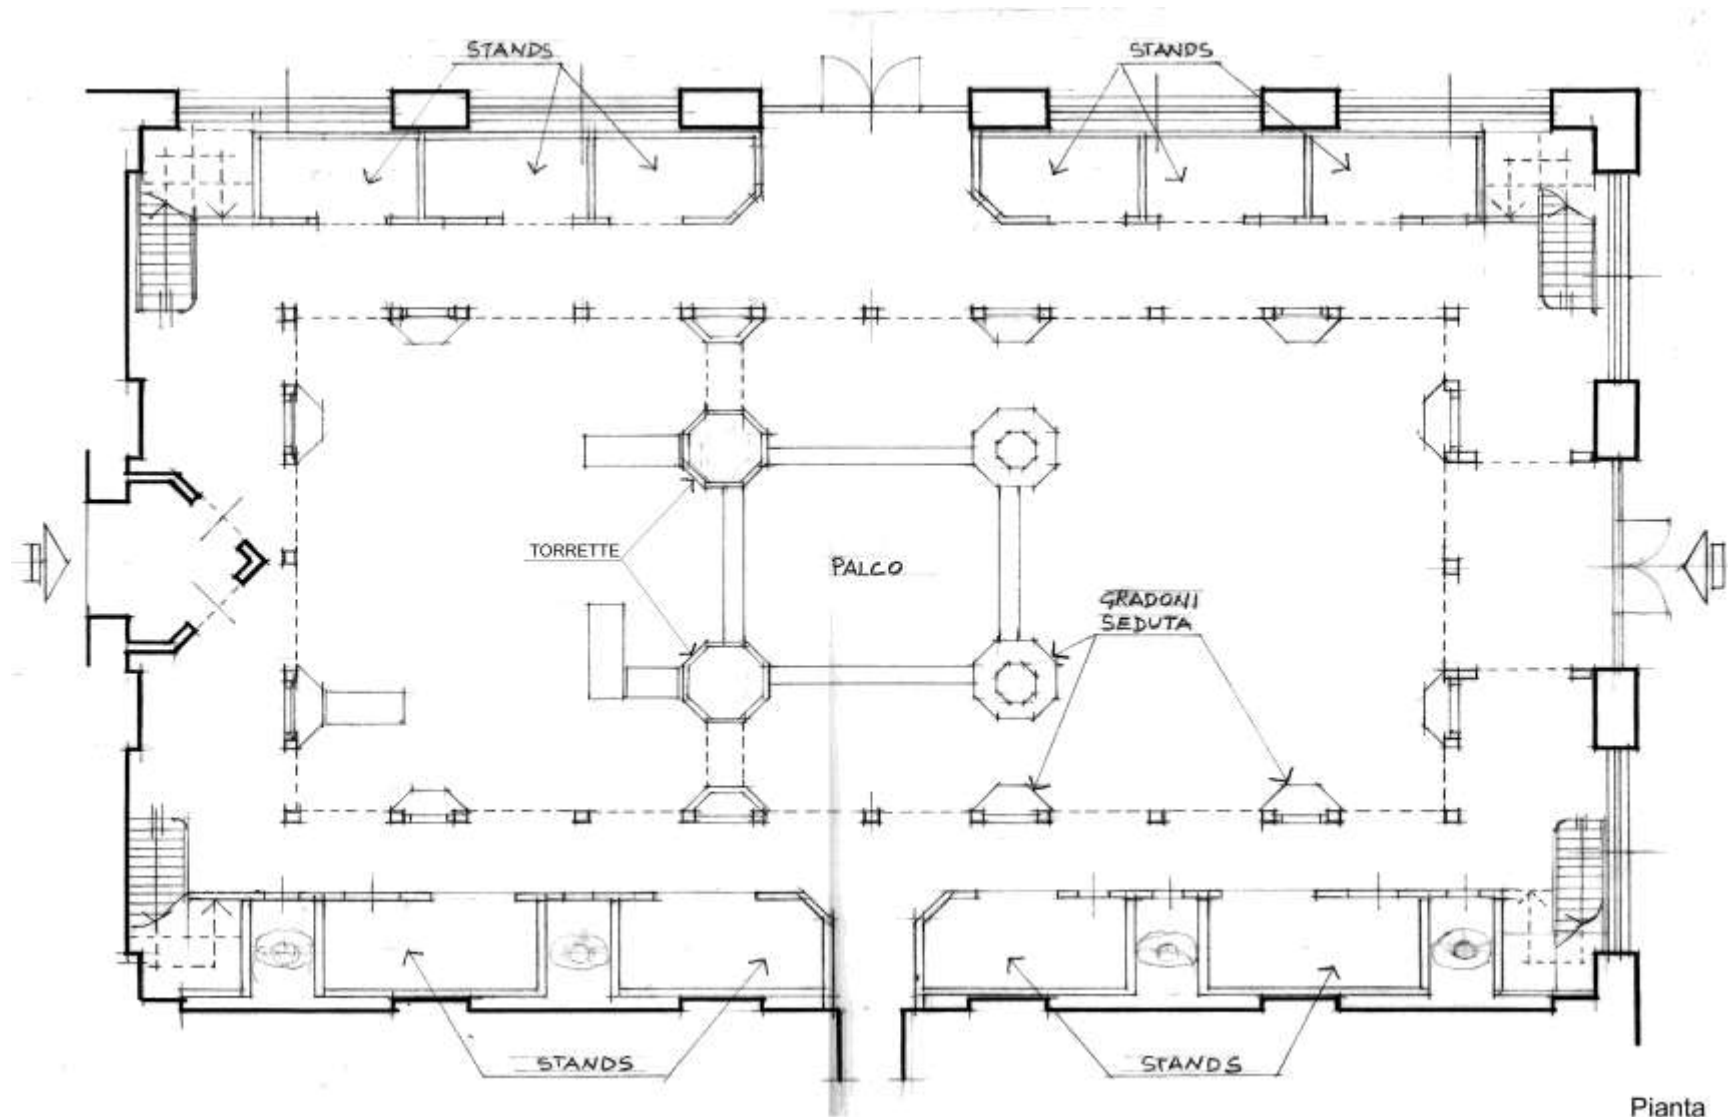 STANDS
STANDS
TORRETTE
PALCO
GRADONI
SEDUTA
STANDS
STANDS
Pianta